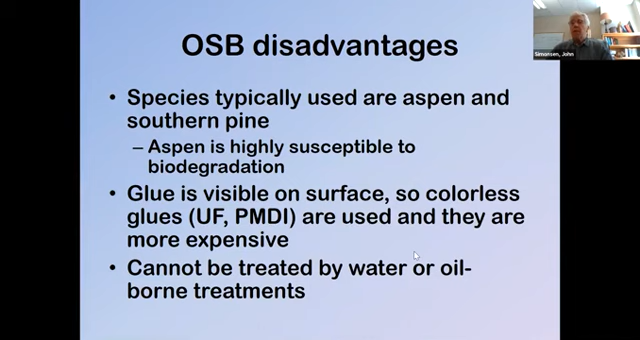 OSB disadvantages
Simonsen, John
• Species typically used are aspen and
southern pine
– Aspen is highly susceptible to
biodegradation
• Glue is visible on surface, so colorless
glues (UF, PMDI) are used and they are
more expensive
• Cannot be treated by water or oil-
borne treatments